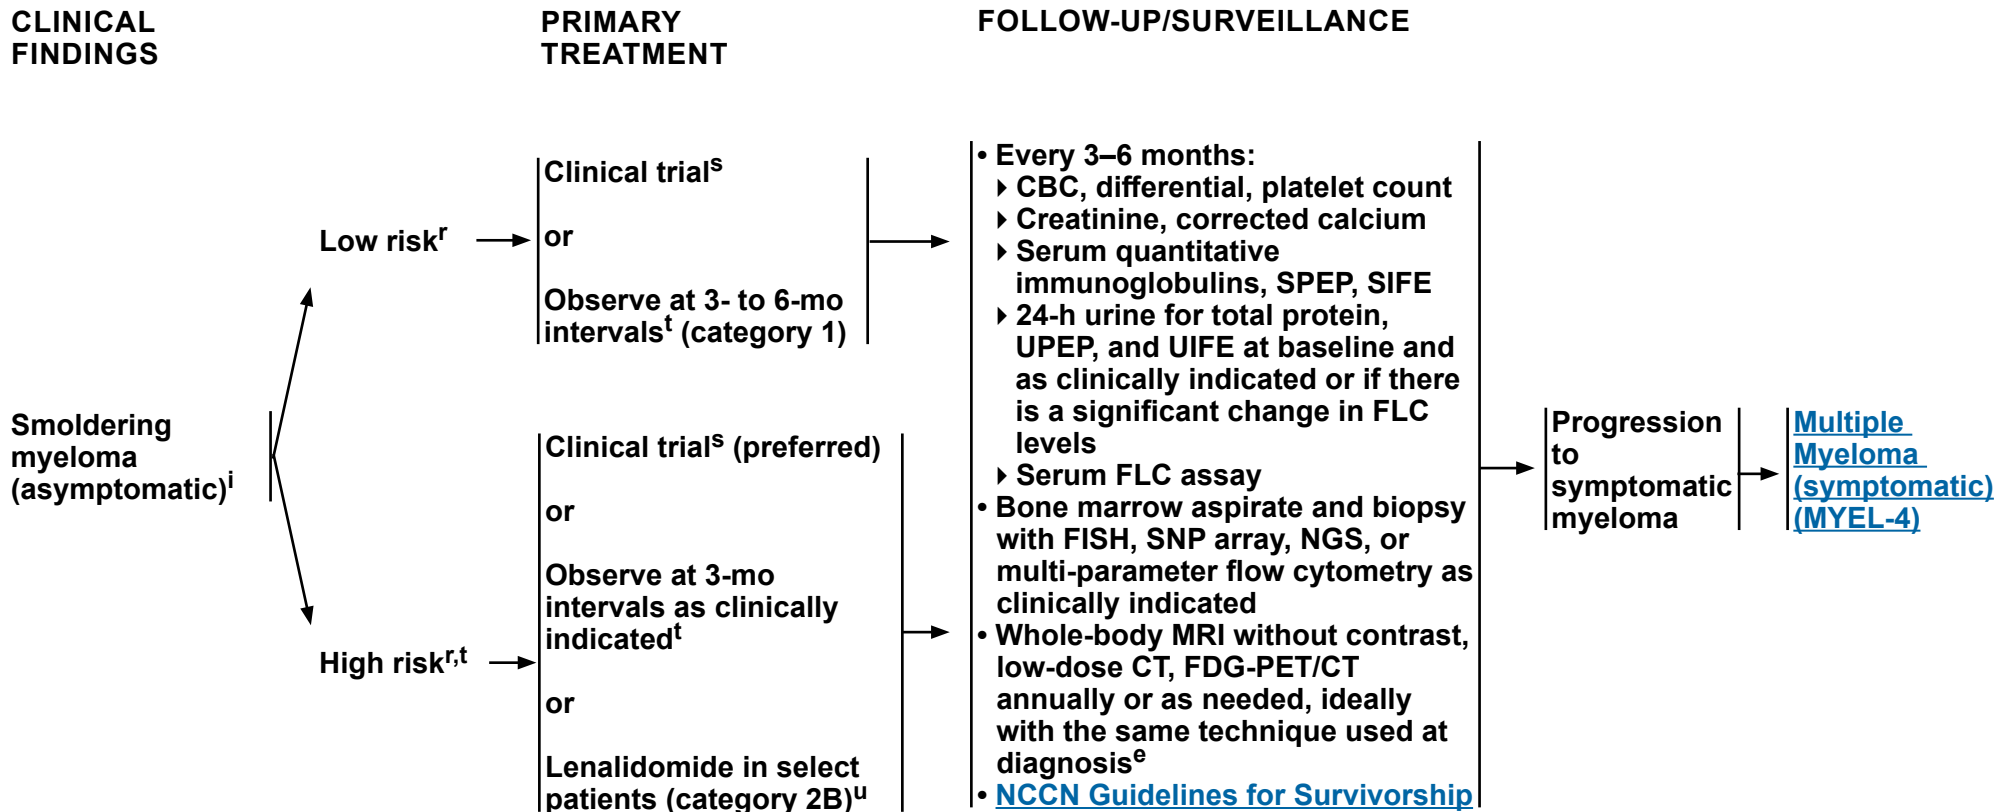 CLINICAL
FINDINGS
PRIMARY
TREATMENT
FOLLOW-UP/SURVEILLANCE
Smoldering
myeloma
(asymptomatic)i
Low riskr
Clinical trials
or
Observe at 3- to 6-mo
intervalst (category 1)
High riskr,t
Clinical trials (preferred)
or
Observe at 3-mo
intervals as clinically
indicatedt
or
Lenalidomide in select
patients (category 2B)u
• Every 3–6 months:
▸ CBC, differential, platelet count
▸ Creatinine, corrected calcium
▸ Serum quantitative
immunoglobulins, SPEP, SIFE
▸ 24-h urine for total protein,
UPEP, and UIFE at baseline and
as clinically indicated or if there
is a significant change in FLC
levels
▸ Serum FLC assay
• Bone marrow aspirate and biopsy
with FISH, SNP array, NGS, or
multi-parameter flow cytometry as
clinically indicated
• Whole-body MRI without contrast,
low-dose CT, FDG-PET/CT
annually or as needed, ideally
with the same technique used at
diagnosise
• NCCN Guidelines for Survivorship
Progression
to
symptomatic
myeloma
Multiple
Myeloma
(symptomatic)
(MYEL-4)